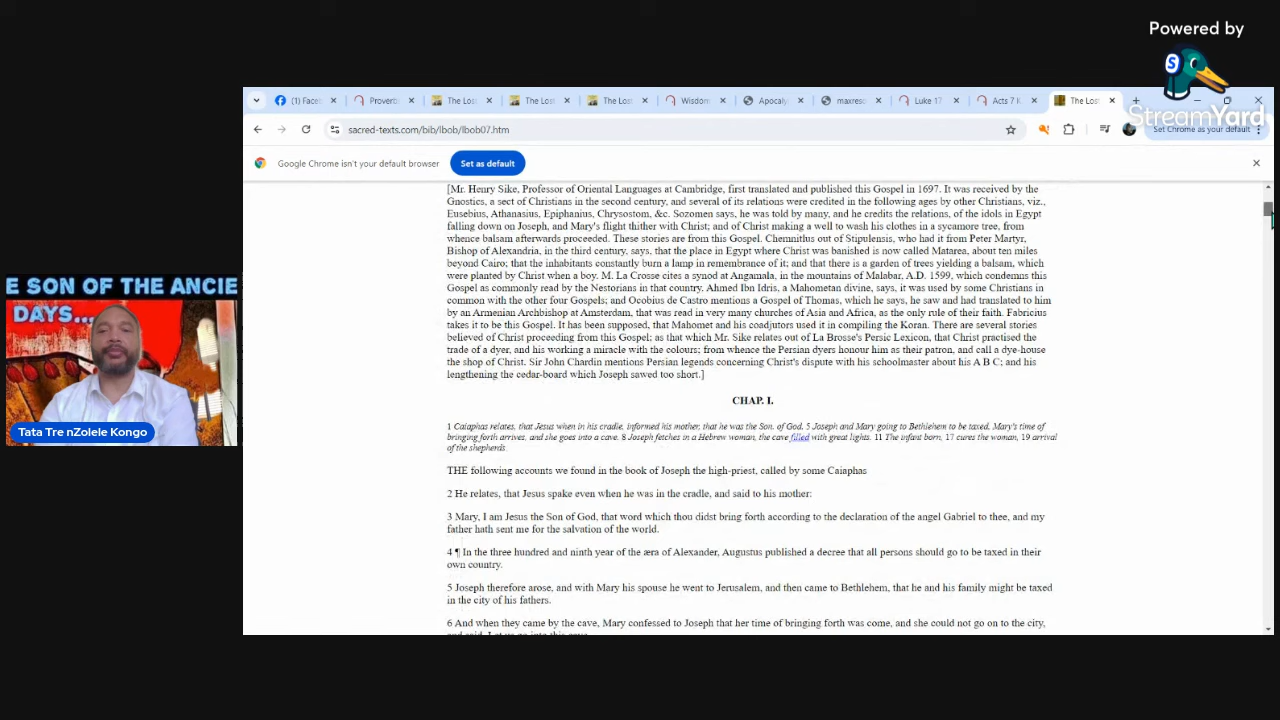 Powered by
S
StreamYard
(1) Face
Proverb
The Lost
The Lost
The Lost
Wisdom
Apocaly
maxresc
Luke 17
Acts 7 K
The Lost
sacred-texts.com/bib/lbob/lbob07.htm
Set Chrome as your default
Google Chrome isn't your default browser
Set as default
[Mr. Henry Sike, Professor of Oriental Languages at Cambridge, first translated and published this Gospel in 1697. It was received by the
Gnostics, a sect of Christians in the second century, and several of its relations were credited in the following ages by other Christians, viz.,
Eusebius, Athanasius, Epiphanius, Chrysostom, &c. Sozomen says, he was told by many, and he credits the relations, of the idols in Egypt
falling down on Joseph, and Mary's flight thither with Christ; and of Christ making a well to wash his clothes in a sycamore tree, from
whence balsam afterwards proceeded. These stories are from this Gospel. Chemnitius out of Stipulensis, who had it from Peter Martyr,
Bishop of Alexandria, in the third century, says, that the place in Egypt where Christ was banished is now called Matarea, about ten miles
beyond Cairo; that the inhabitants constantly burn a lamp in remembrance of it; and that there is a garden of trees yielding a balsam, which
were planted by Christ when a boy. M. La Crosse cites a synod at Angamala, in the mountains of Malabar, A.D. 1599, which condemns this
Gospel as commonly read by the Nestorians in that country. Ahmed Ibn Idris, a Mahometan divine, says, it was used by some Christians in
common with the other four Gospels; and Ocobius de Castro mentions a Gospel of Thomas, which he says, he saw and had translated to him
by an Armenian Archbishop at Amsterdam, that was read in very many churches of Asia and Africa, as the only rule of their faith. Fabricius
takes it to be this Gospel. It has been supposed, that Mahomet and his coadjutors used it in compiling the Koran. There are several stories
believed of Christ proceeding from this Gospel; as that which Mr. Sike relates out of La Brosse's Persic Lexicon, that Christ practised the
trade of a dyer, and his working a miracle with the colours; from whence the Persian dyers honour him as their patron, and call a dye-house
the shop of Christ. Sir John Chardin mentions Persian legends concerning Christ's dispute with his schoolmaster about his A B C; and his
lengthening the cedar-board which Joseph sawed too short.]
CHAP. I.
1 Caiaphas relates, that Jesus when in his cradle, informed his mother, that he was the Son. of God. 5 Joseph and Mary going to Bethlehem to be taxed, Mary's time of
bringing forth arrives, and she goes into a cave. 8 Joseph fetches in a Hebrew woman, the cave filled with great lights. 11 The infant born, 17 cures the woman, 19 arrival
of the shepherds.
THE following accounts we found in the book of Joseph the high-priest, called by some Caiaphas
2 He relates, that Jesus spake even when he was in the cradle, and said to his mother:
3 Mary, I am Jesus the Son of God, that word which thou didst bring forth according to the declaration of the angel Gabriel to thee, and my
father hath sent me for the salvation of the world.
4 ¶ In the three hundred and ninth year of the æra of Alexander, Augustus published a decree that all persons should go to be taxed in their
own country.
5 Joseph therefore arose, and with Mary his spouse he went to Jerusalem, and then came to Bethlehem, that he and his family might be taxed
in the city of his fathers.
6 And when they came by the cave, Mary confessed to Joseph that her time of bringing forth was come, and she could not go on to the city,
and said, Let us go into this cave.
E SON OF THE ANCIE
DAYS...
Tata Tre nZolele Kongo